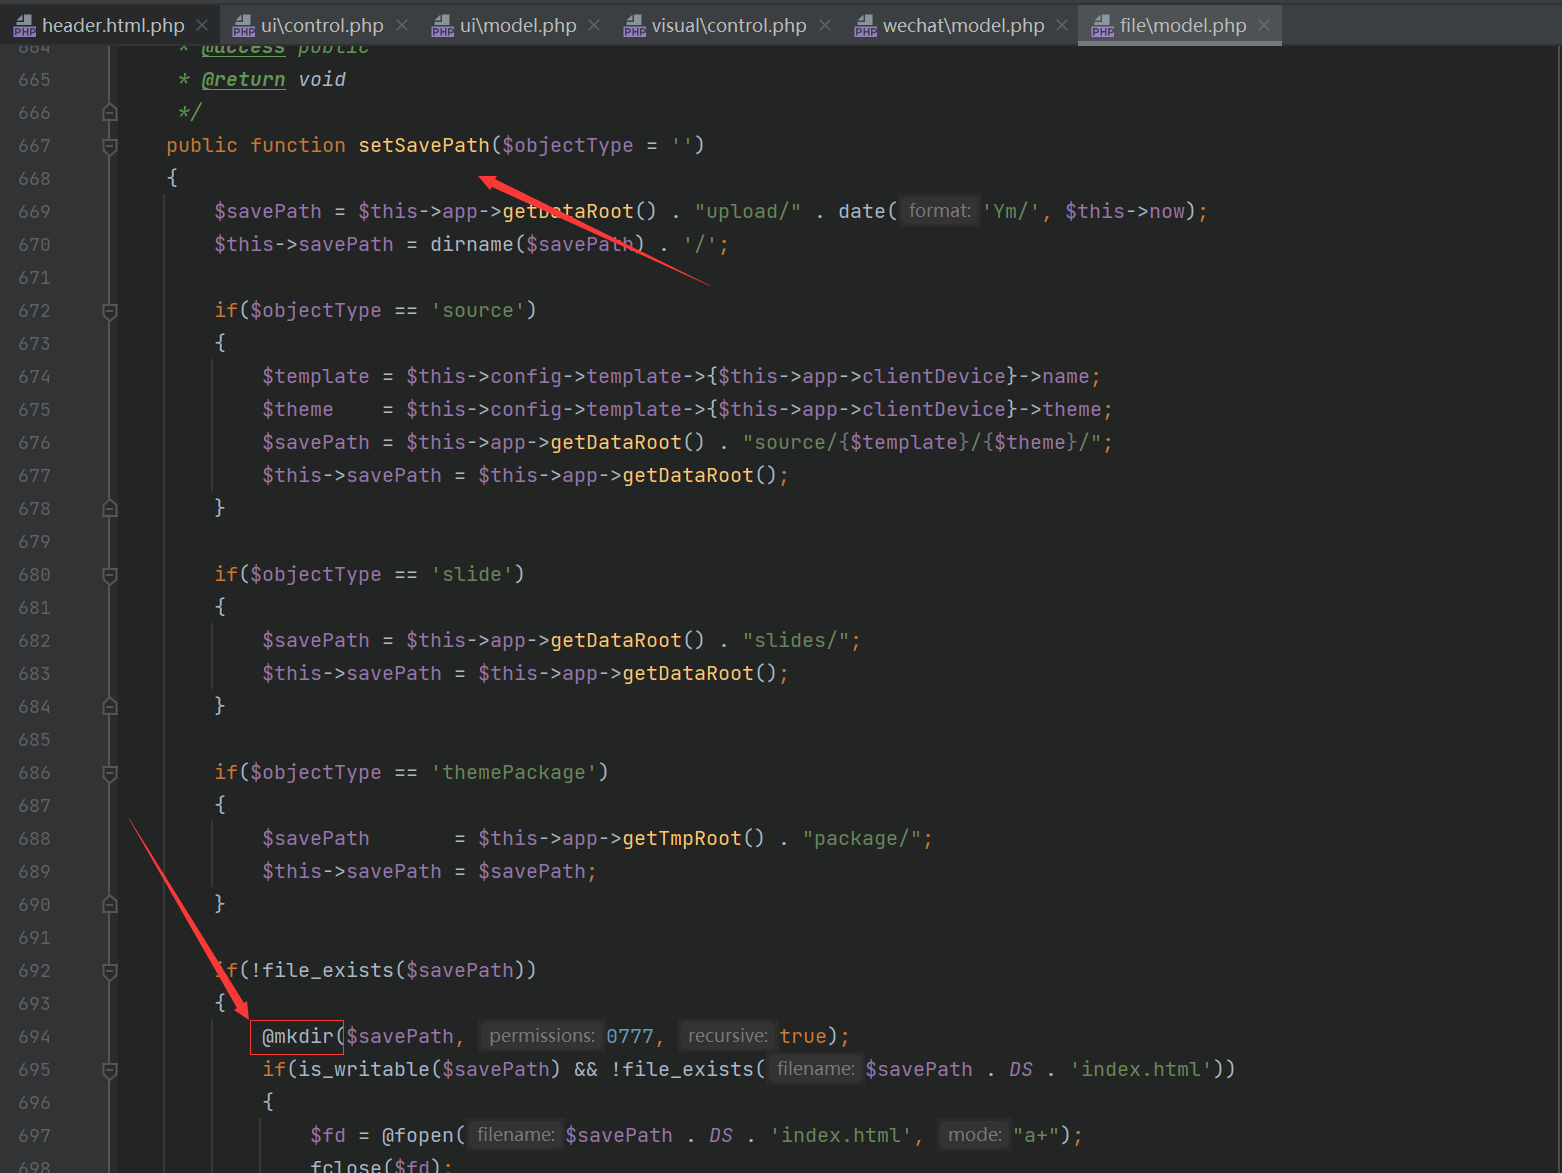 header.html.php ui\control.php ui\model.php visual\control.php wechat\model.php file\model.php
664 * @access public
665 * @return void
666 */
667 public function setSavePath($objectType = '')
668 {
669 $savePath = $this->app->getDataRoot() . "upload/" . date( format: 'Ym/', $this->now);
670 $this->savePath = dirname($savePath) . '/';
671
672 if($objectType == 'source')
673 {
674 $template = $this->config->template->{$this->app->clientDevice}->name;
675 $theme    = $this->config->template->{$this->app->clientDevice}->theme;
676 $savePath = $this->app->getDataRoot() . "source/{$template}/{$theme}/";
677 $this->savePath = $this->app->getDataRoot();
678 }
679
680 if($objectType == 'slide')
681 {
682 $savePath = $this->app->getDataRoot() . "slides/";
683 $this->savePath = $this->app->getDataRoot();
684 }
685
686 if($objectType == 'themePackage')
687 {
688 $savePath       = $this->app->getTmpRoot() . "package/";
689 $this->savePath = $savePath;
690 }
691
692 if(!file_exists($savePath))
693 {
694 @mkdir($savePath, permissions: 0777, recursive: true);
695 if(is_writable($savePath) && !file_exists( filename: $savePath . DS . 'index.html'))
696 {
697 $fd = @fopen( filename: $savePath . DS . 'index.html', mode: "a+");
698 fclose($fd);